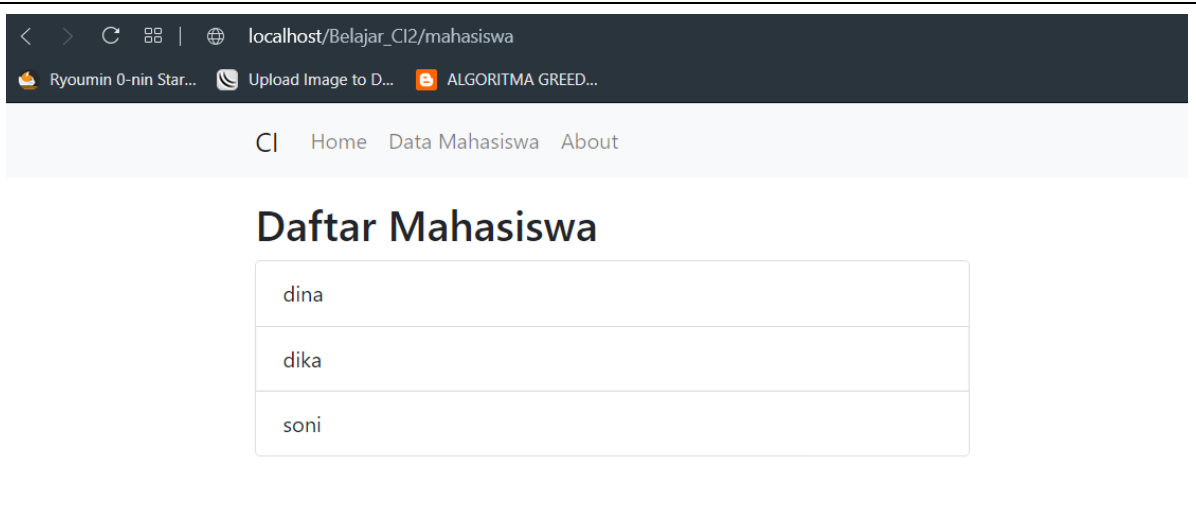 localhost/Belajar_CI2/mahasiswa
Ryoumin 0-nin Star... Upload Image to D... ALGORITMA GREED...
CI Home Data Mahasiswa About
Daftar Mahasiswa
dina
dika
soni